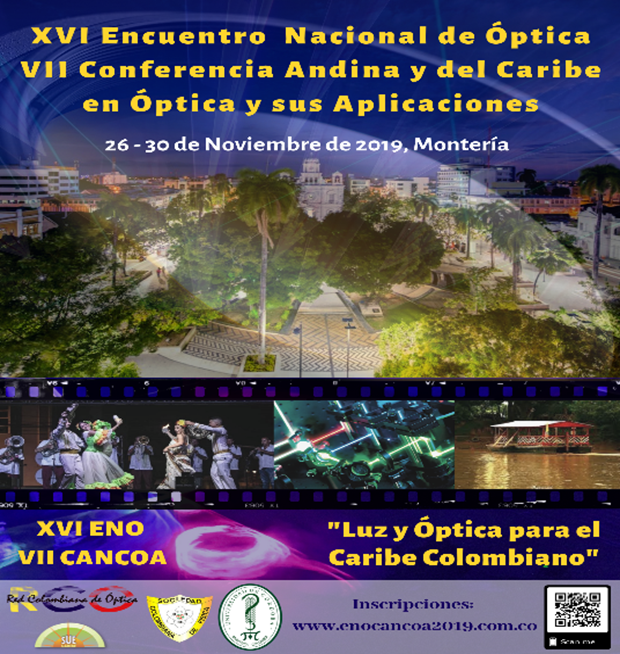 XVI Encuentro Nacional de Óptica
VII Conferencia Andina y del Caribe
en Óptica y sus Aplicaciones
26 - 30 de Noviembre de 2019, Montería
XVI ENO
VII CANCOA
"Luz y Óptica para el
Caribe Colombiano"
RCO
Red Colombiana de Óptica
SOCIEDAD
COLOMBIANA DE FISICA
SUE
Inscripciones:
www.enocancoa2019.com.co
Scan me